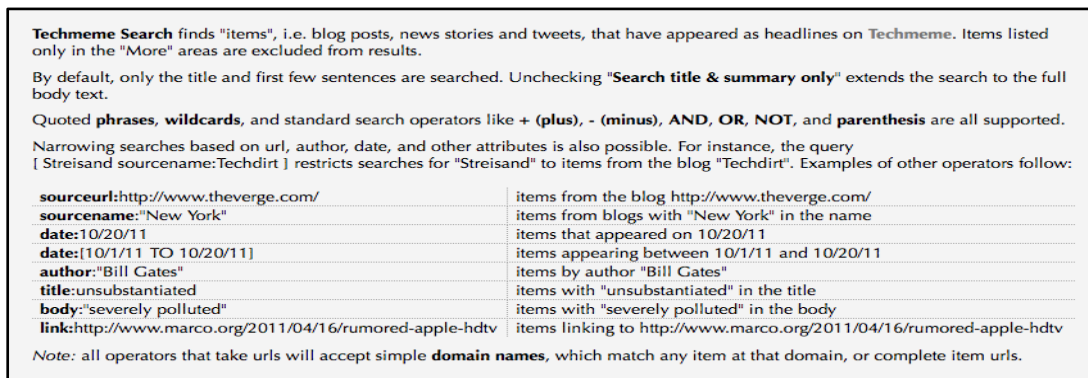 Techmeme Search finds "items", i.e. blog posts, news stories and tweets, that have appeared as headlines on Techmeme. Items listed
only in the "More" areas are excluded from results.
By default, only the title and first few sentences are searched. Unchecking "Search title & summary only" extends the search to the full
body text.
Quoted phrases, wildcards, and standard search operators like + (plus), - (minus), AND, OR, NOT, and parenthesis are all supported.
Narrowing searches based on url, author, date, and other attributes is also possible. For instance, the query
[ Streisand sourcename:Techdirt ] restricts searches for "Streisand" to items from the blog "Techdirt". Examples of other operators follow:
sourceurl:http://www.theverge.com/ items from the blog http://www.theverge.com/
sourcename:"New York" items from blogs with "New York" in the name
date:10/20/11 items that appeared on 10/20/11
date:[10/1/11 TO 10/20/11] items appearing between 10/1/11 and 10/20/11
author:"Bill Gates" items by author "Bill Gates"
title:unsubstantiated items with "unsubstantiated" in the title
body:"severely polluted" items with "severely polluted" in the body
link:http://www.marco.org/2011/04/16/rumored-apple-hdtv items linking to http://www.marco.org/2011/04/16/rumored-apple-hdtv
Note: all operators that take urls will accept simple domain names, which match any item at that domain, or complete item urls.